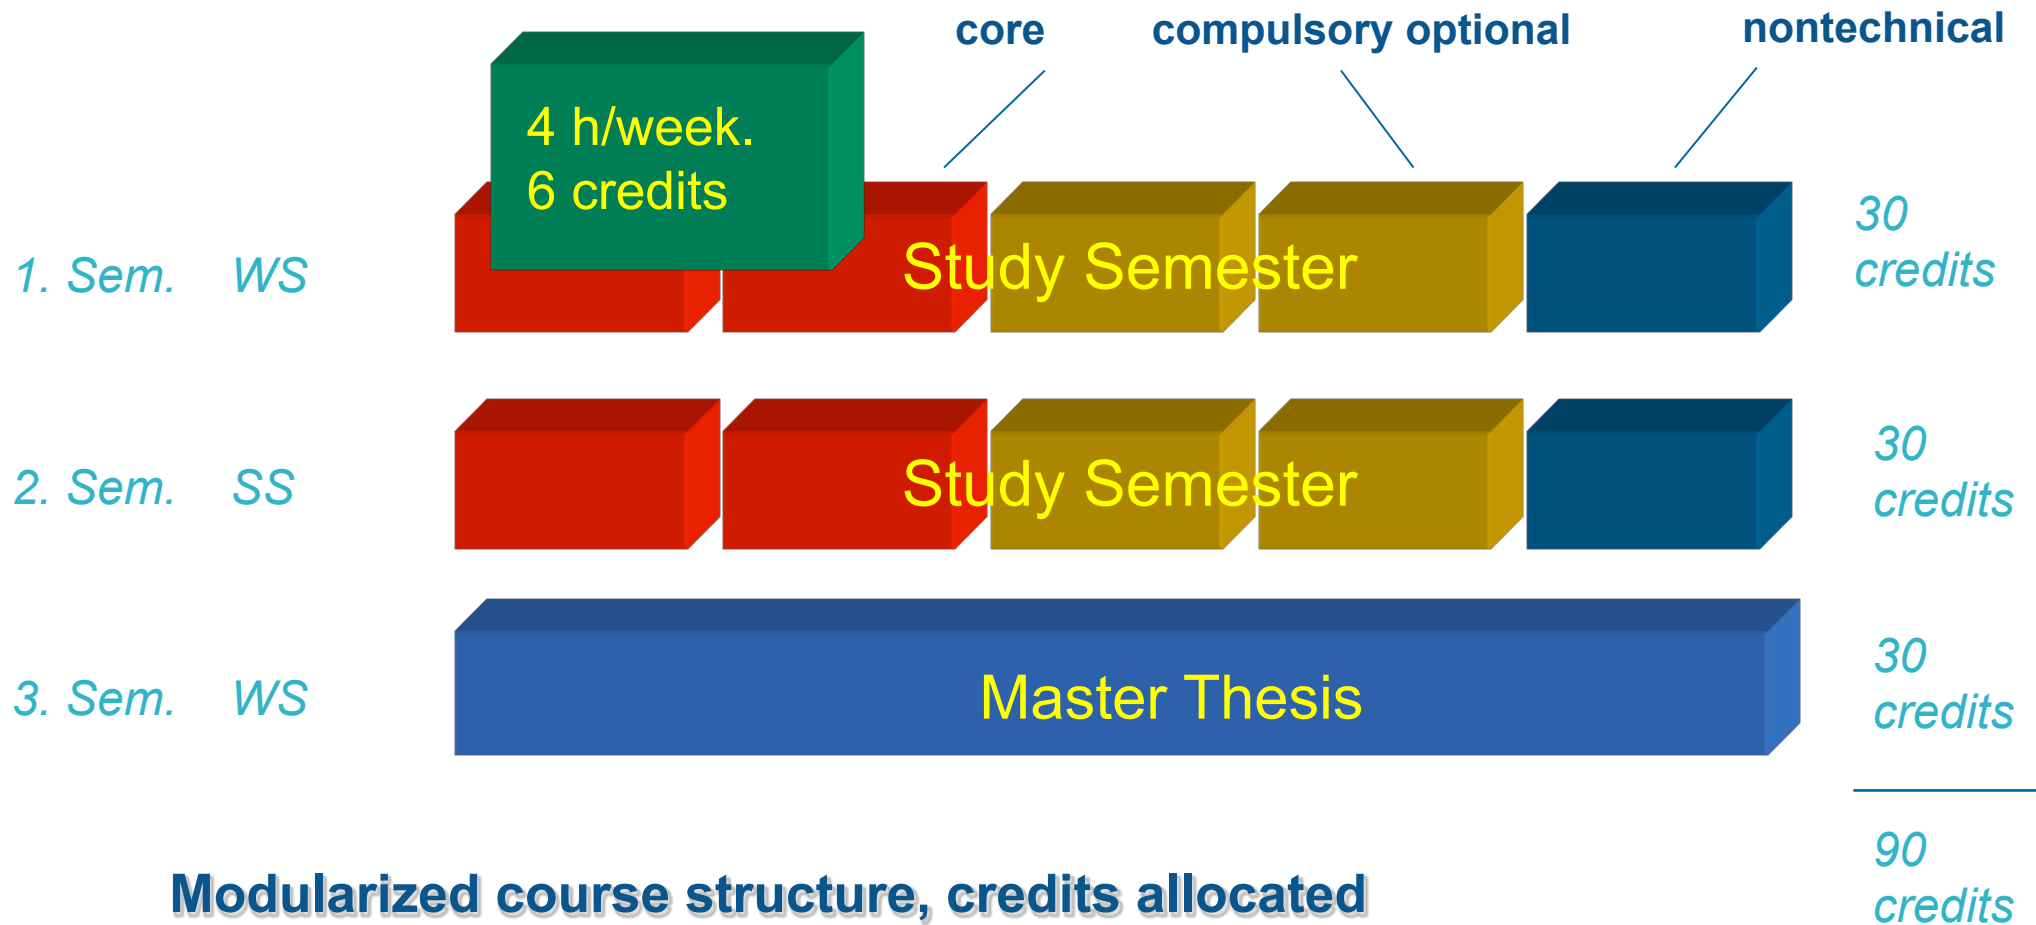 core
compulsory optional
nontechnical
4 h/week.
6 credits
1. Sem. WS
Study Semester
30
credits
2. Sem. SS
Study Semester
30
credits
3. Sem. WS
Master Thesis
30
credits
90
credits
Modularized course structure, credits allocated